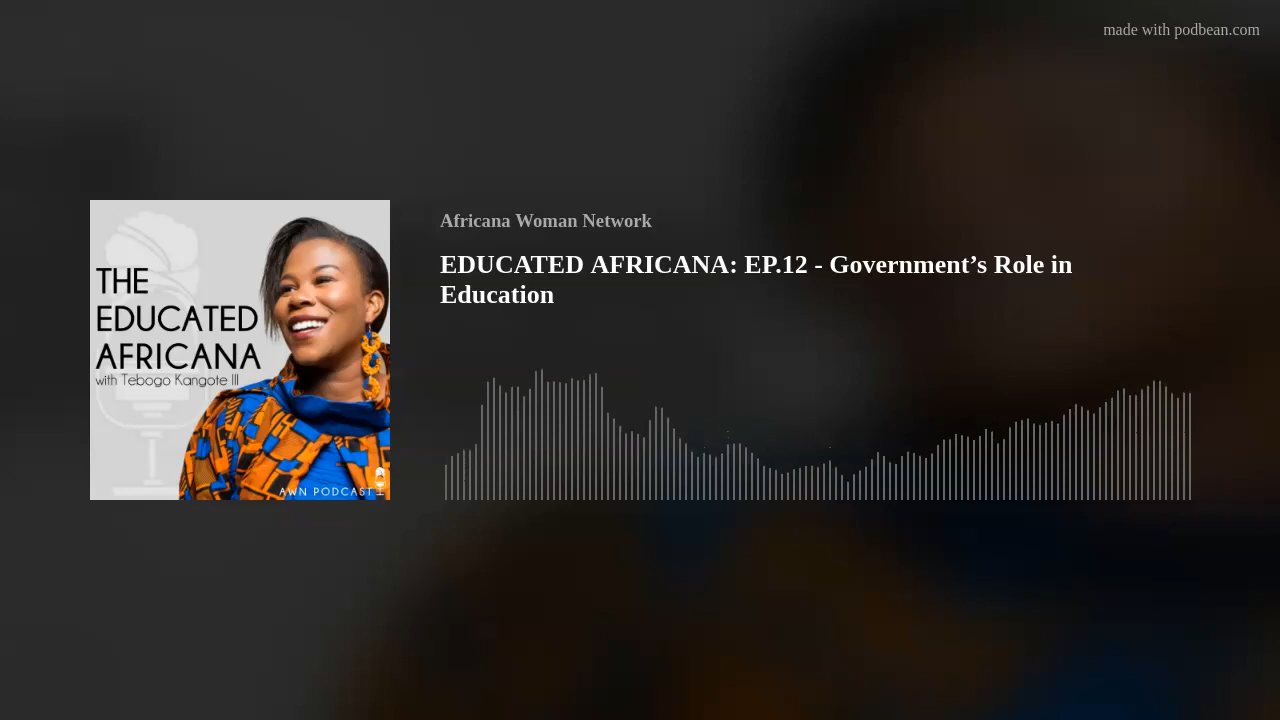 made with podbean.com
THE
EDUCATED
AFRICANA
with Tebogo Kangote III
AWN PODCAST
Africana Woman Network
EDUCATED AFRICANA: EP.12 - Government’s Role in
Education